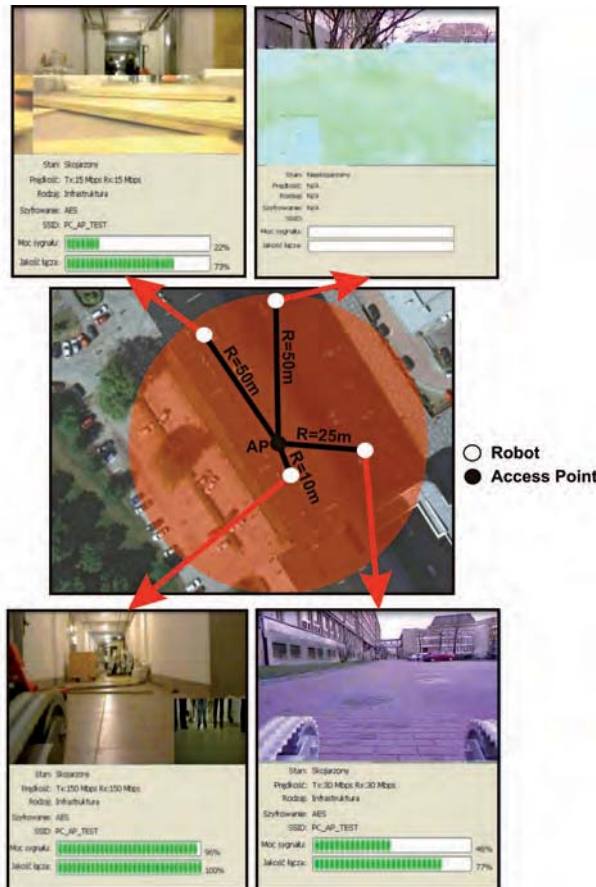 Stan: Skojarzony
Prędkość: Tx:15 Mbps Rx:15 Mbps
Rodzaj: Infrastruktura
Szyfrowanie: AES
SSID: PC_AP_TEST
Moc sygnału: 22%
Jakość łącza: 73%
Stan: Nieskojarzony
Prędkość: N/A
Rodzaj: N/A
Szyfrowanie: N/A
SSID:
Moc sygnału:
Jakość łącza:
R=50m
R=50m
AP
R=25m
R=10m
Robot
Access Point
Stan: Skojarzony
Prędkość: Tx:150 Mbps Rx:150 Mbps
Rodzaj: Infrastruktura
Szyfrowanie: AES
SSID: PC_AP_TEST
Moc sygnału: 96%
Jakość łącza: 100%
Stan: Skojarzony
Prędkość: Tx:30 Mbps Rx:30 Mbps
Rodzaj: Infrastruktura
Szyfrowanie: AES
SSID: PC_AP_TEST
Moc sygnału: 46%
Jakość łącza: 77%